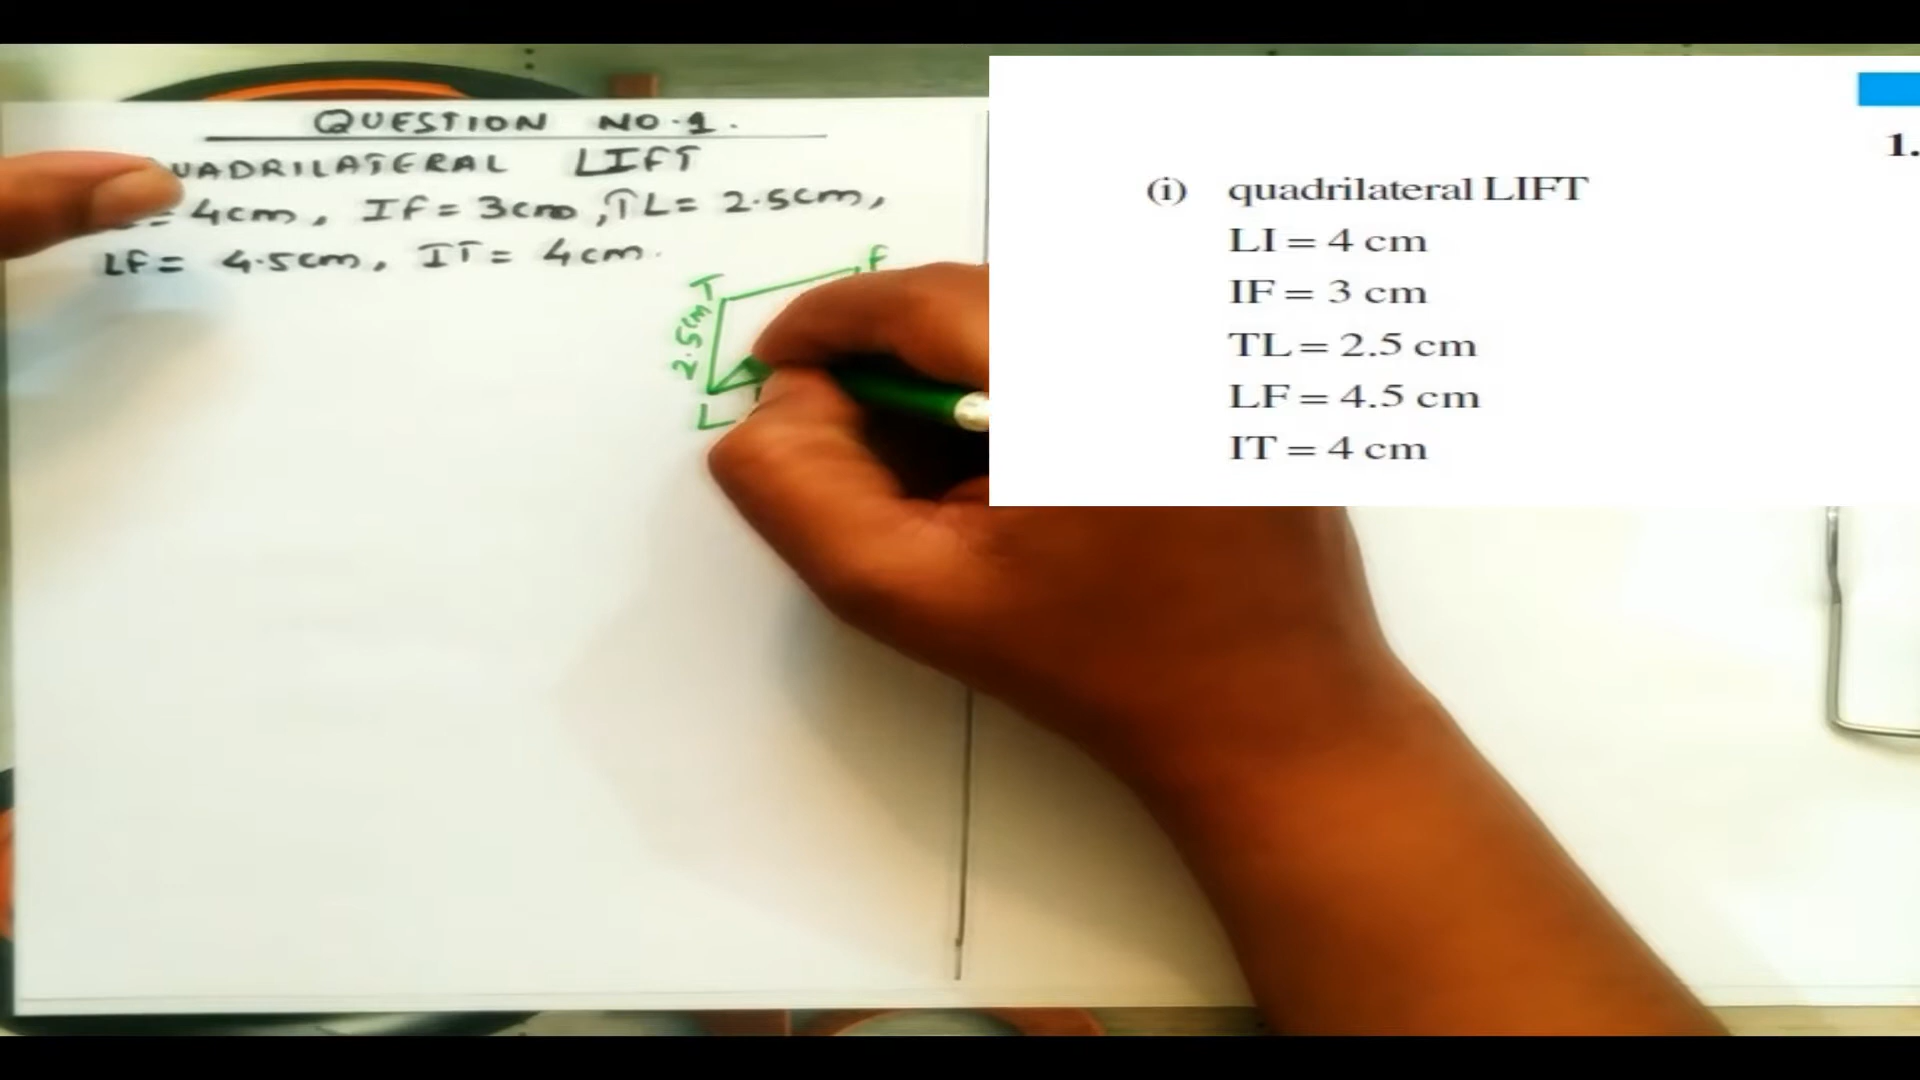 QUESTION NO.1.
UADRILATERAL LIFT
= 4cm, IF = 3cm, TL = 2.5cm,
LF = 4.5cm, IT = 4cm.
T F
2.5cm
L
1.
(i) quadrilateral LIFT
LI = 4 cm
IF = 3 cm
TL = 2.5 cm
LF = 4.5 cm
IT = 4 cm